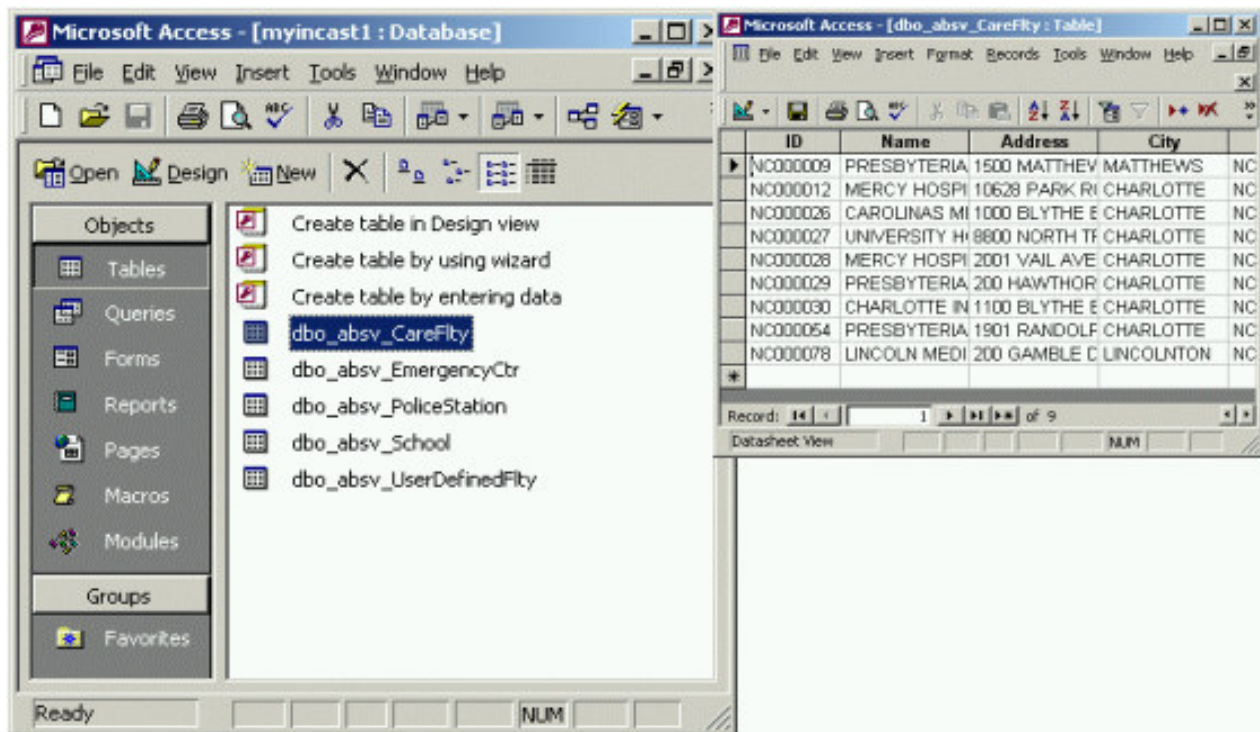 Microsoft Access - [myincast1 : Database]
File Edit View Insert Tools Window Help
Open Design New
Objects
Tables
Queries
Forms
Reports
Pages
Macros
Modules
Groups
Favorites
Create table in Design view
Create table by using wizard
Create table by entering data
dbo_absv_CareFlty
dbo_absv_EmergencyCtr
dbo_absv_PoliceStation
dbo_absv_School
dbo_absv_UserDefinedFlty
Ready NUM
Microsoft Access - [dbo_absv_CareFlty : Table]
File Edit View Insert Format Records Tools Window Help
ID Name Address City
NC000009 PRESBYTERIA 1500 MATTHEW MATTHEWS NC
NC000012 MERCY HOSPI 10628 PARK CHARLOTTE NC
NC000026 CAROLINAS 1000 BLYTHE CHARLOTTE NC
NC000027 UNIVERSITY 8800 NORTH CHARLOTTE NC
NC000028 MERCY HOSPI 2001 VAIL AVE CHARLOTTE NC
NC000029 PRESBYTERIA 200 HAWTHOR CHARLOTTE NC
NC000030 CHARLOTTE IN 1100 BLYTHE CHARLOTTE NC
NC000054 PRESBYTERIA 1901 RANDOLF CHARLOTTE NC
NC000078 LINCOLN MEDI 200 GAMBLE LINCOLNTON NC
Record: 1 of 9
Datasheet View NUM